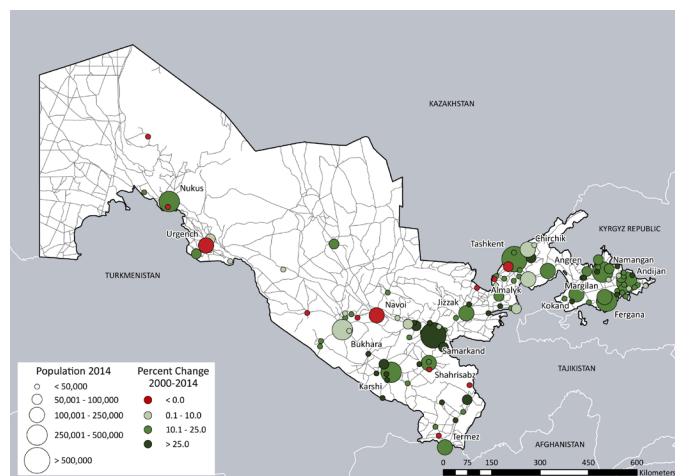 KAZAKHSTAN
Nukus
Urgench
TURKMENISTAN
Tashkent
Chirchik
KYRGYZ REPUBLIC
Angren
Namangan
Andijan
Almalyk
Margilan
Kokand
Fergana
Navoi
Jizzak
Bukhara
Samarkand
Karshi
Shahrisabz
TAJIKISTAN
Termez
AFGHANISTAN
Population 2014
< 50,000
50,001 - 100,000
100,001 - 250,000
250,001 - 500,000
> 500,000
Percent Change
2000-2014
< 0.0
0.1 - 10.0
10.1 - 25.0
> 25.0
0 75 150 300 450 600
Kilometers